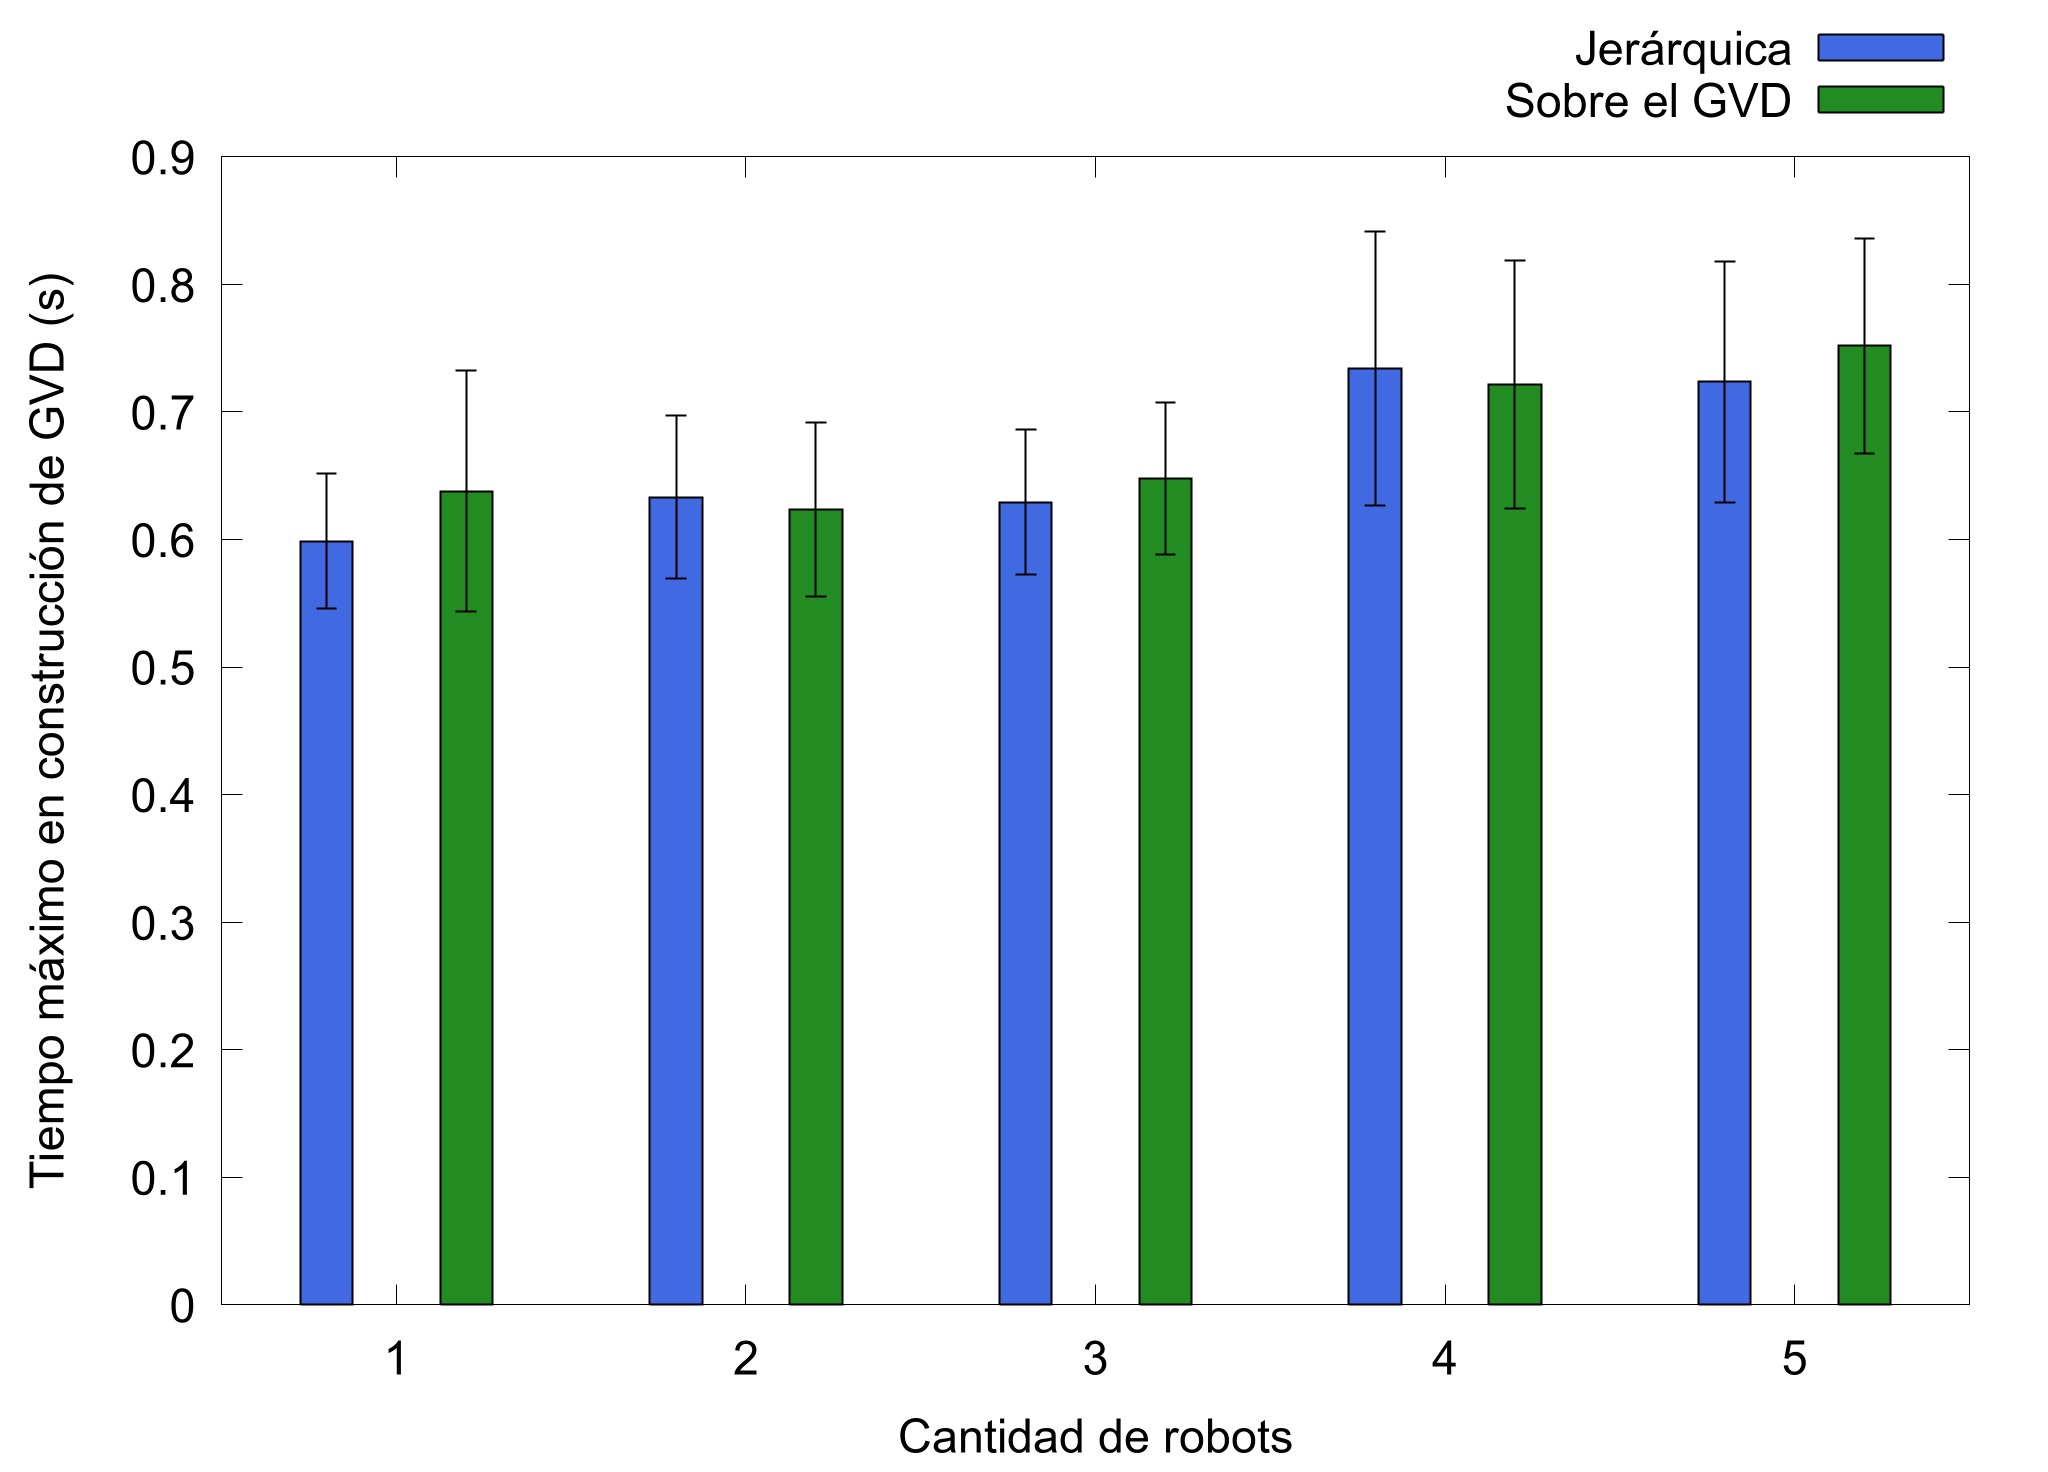 Jerárquica
Sobre el GVD
Tiempo máximo en construcción de GVD (s)
0.9
0.8
0.7
0.6
0.5
0.4
0.3
0.2
0.1
0
1 2 3 4 5
Cantidad de robots